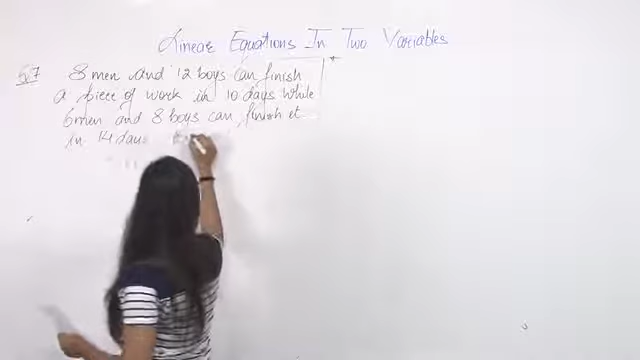 Linear Equations In Two Variables
Q7 8 men and 12 boys can finish
a piece of work in 10 days while
6 men and 8 boys can finish it
in 14 days